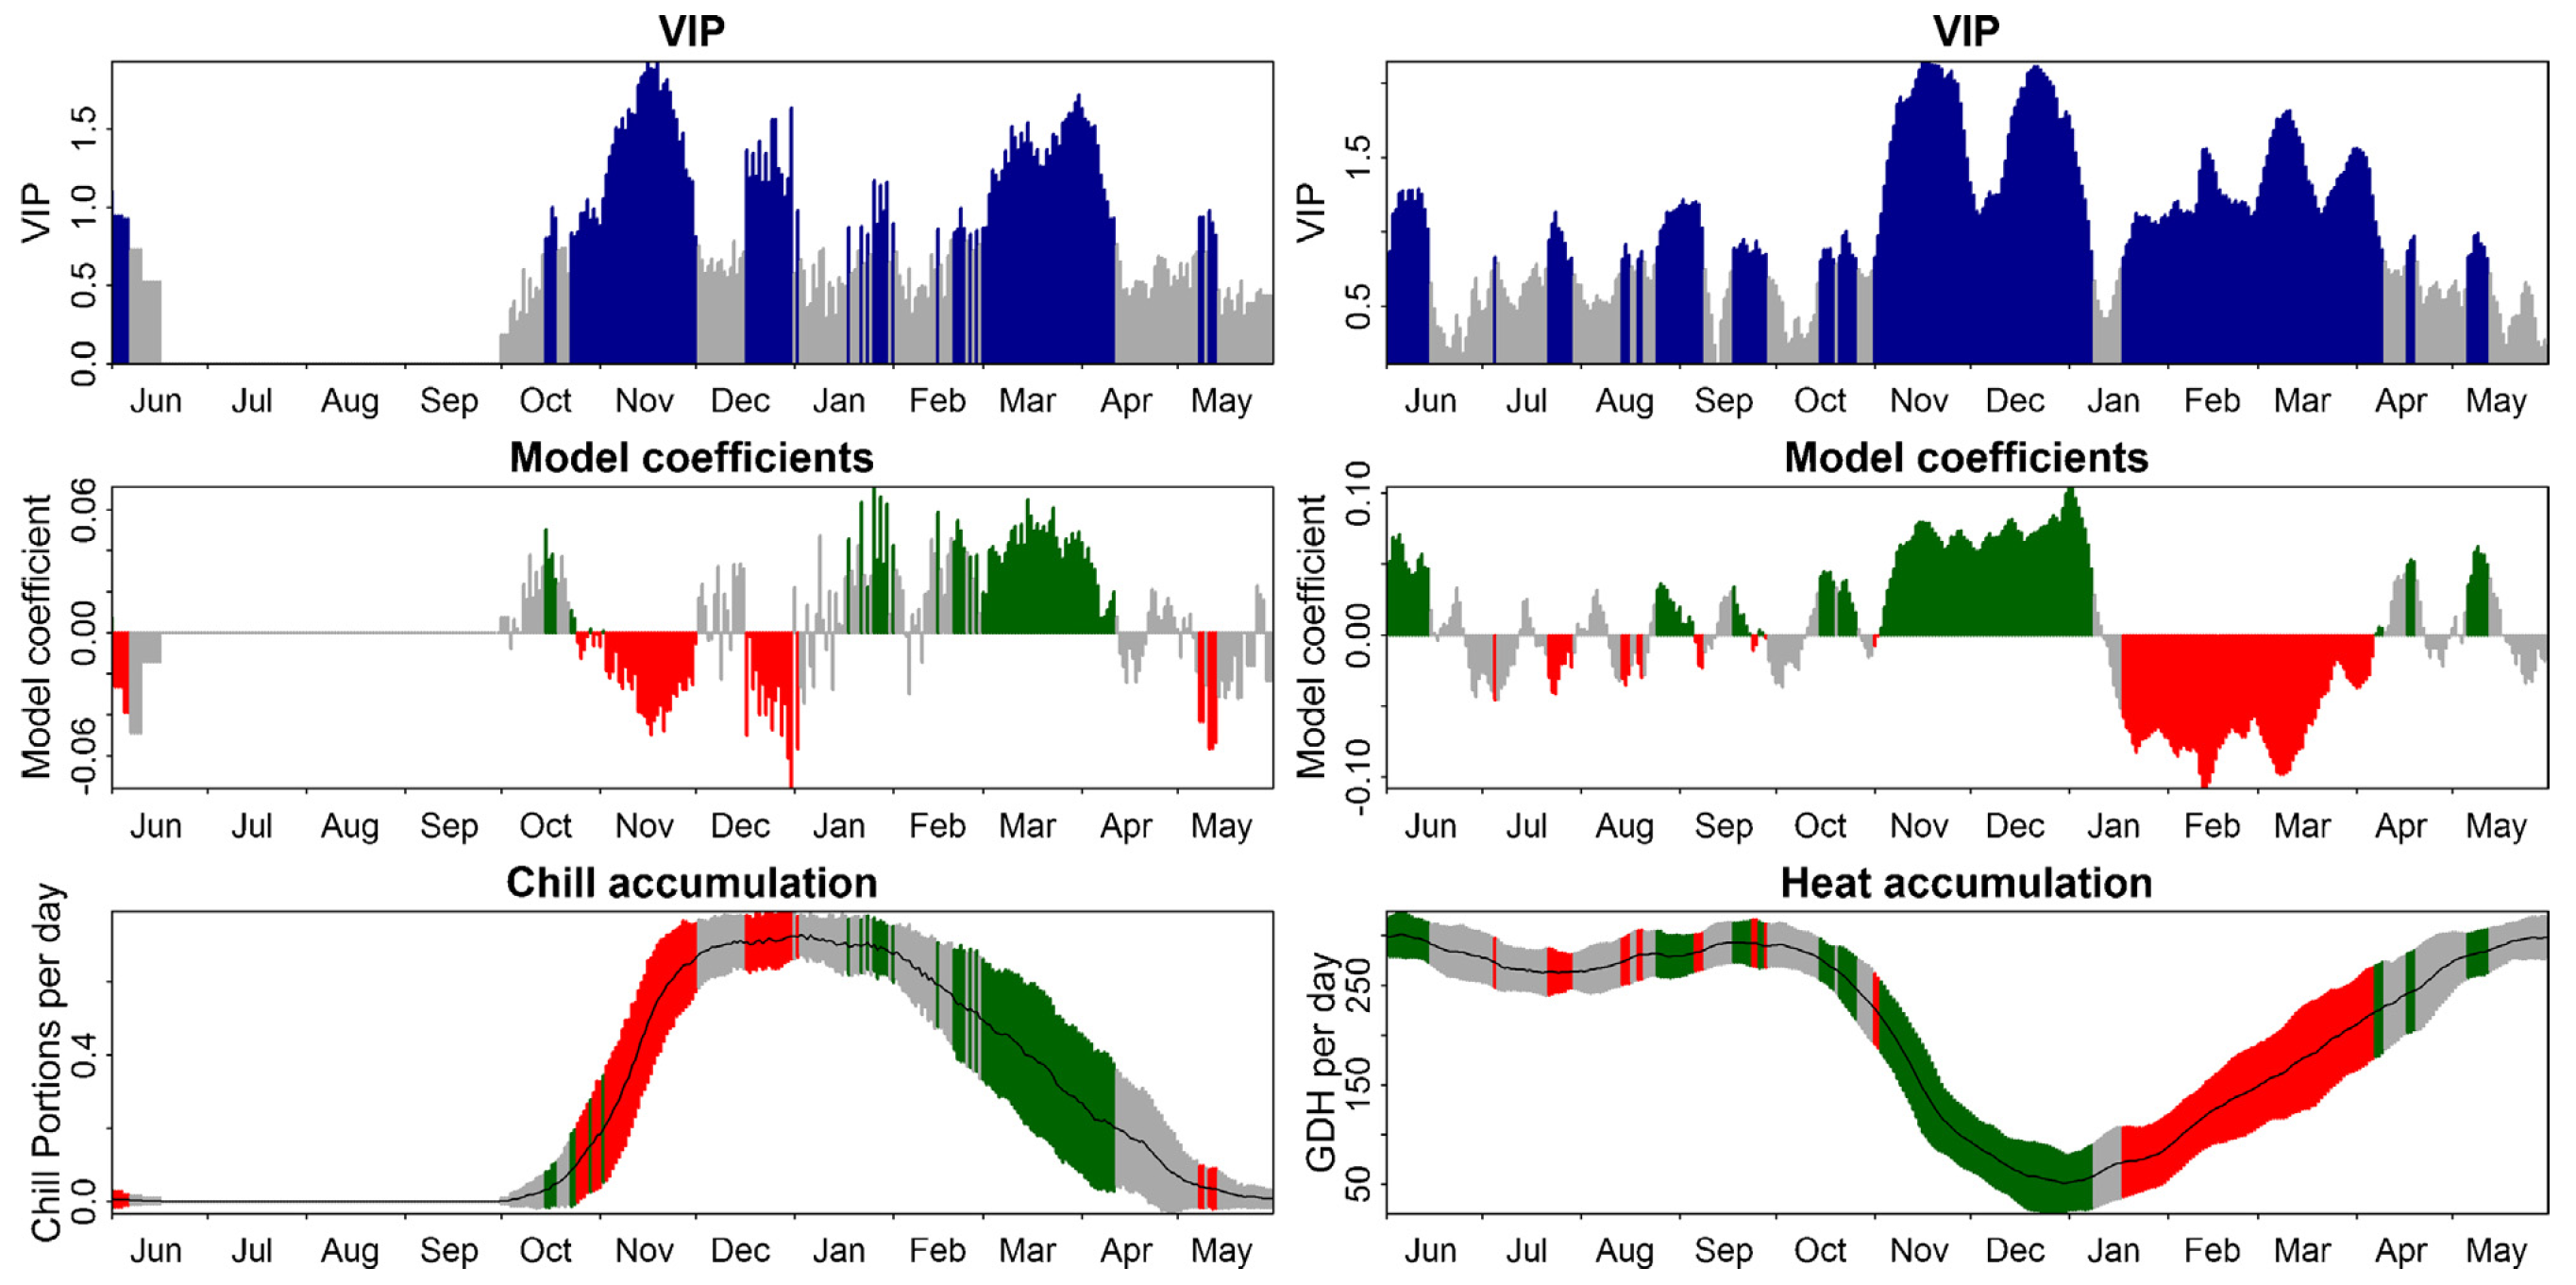 VIP
VIP
1.5
1.0
0.5
0.0
Jun Jul Aug Sep Oct Nov Dec Jan Feb Mar Apr May
VIP
VIP
1.5
0.5
Jun Jul Aug Sep Oct Nov Dec Jan Feb Mar Apr May
Model coefficients
Model coefficient
0.06
0.00
-0.06
Jun Jul Aug Sep Oct Nov Dec Jan Feb Mar Apr May
Model coefficients
Model coefficient
0.10
0.00
-0.10
Jun Jul Aug Sep Oct Nov Dec Jan Feb Mar Apr May
Chill accumulation
Chill Portions per day
0.4
0.0
Jun Jul Aug Sep Oct Nov Dec Jan Feb Mar Apr May
Heat accumulation
GDH per day
250
150
50
Jun Jul Aug Sep Oct Nov Dec Jan Feb Mar Apr May